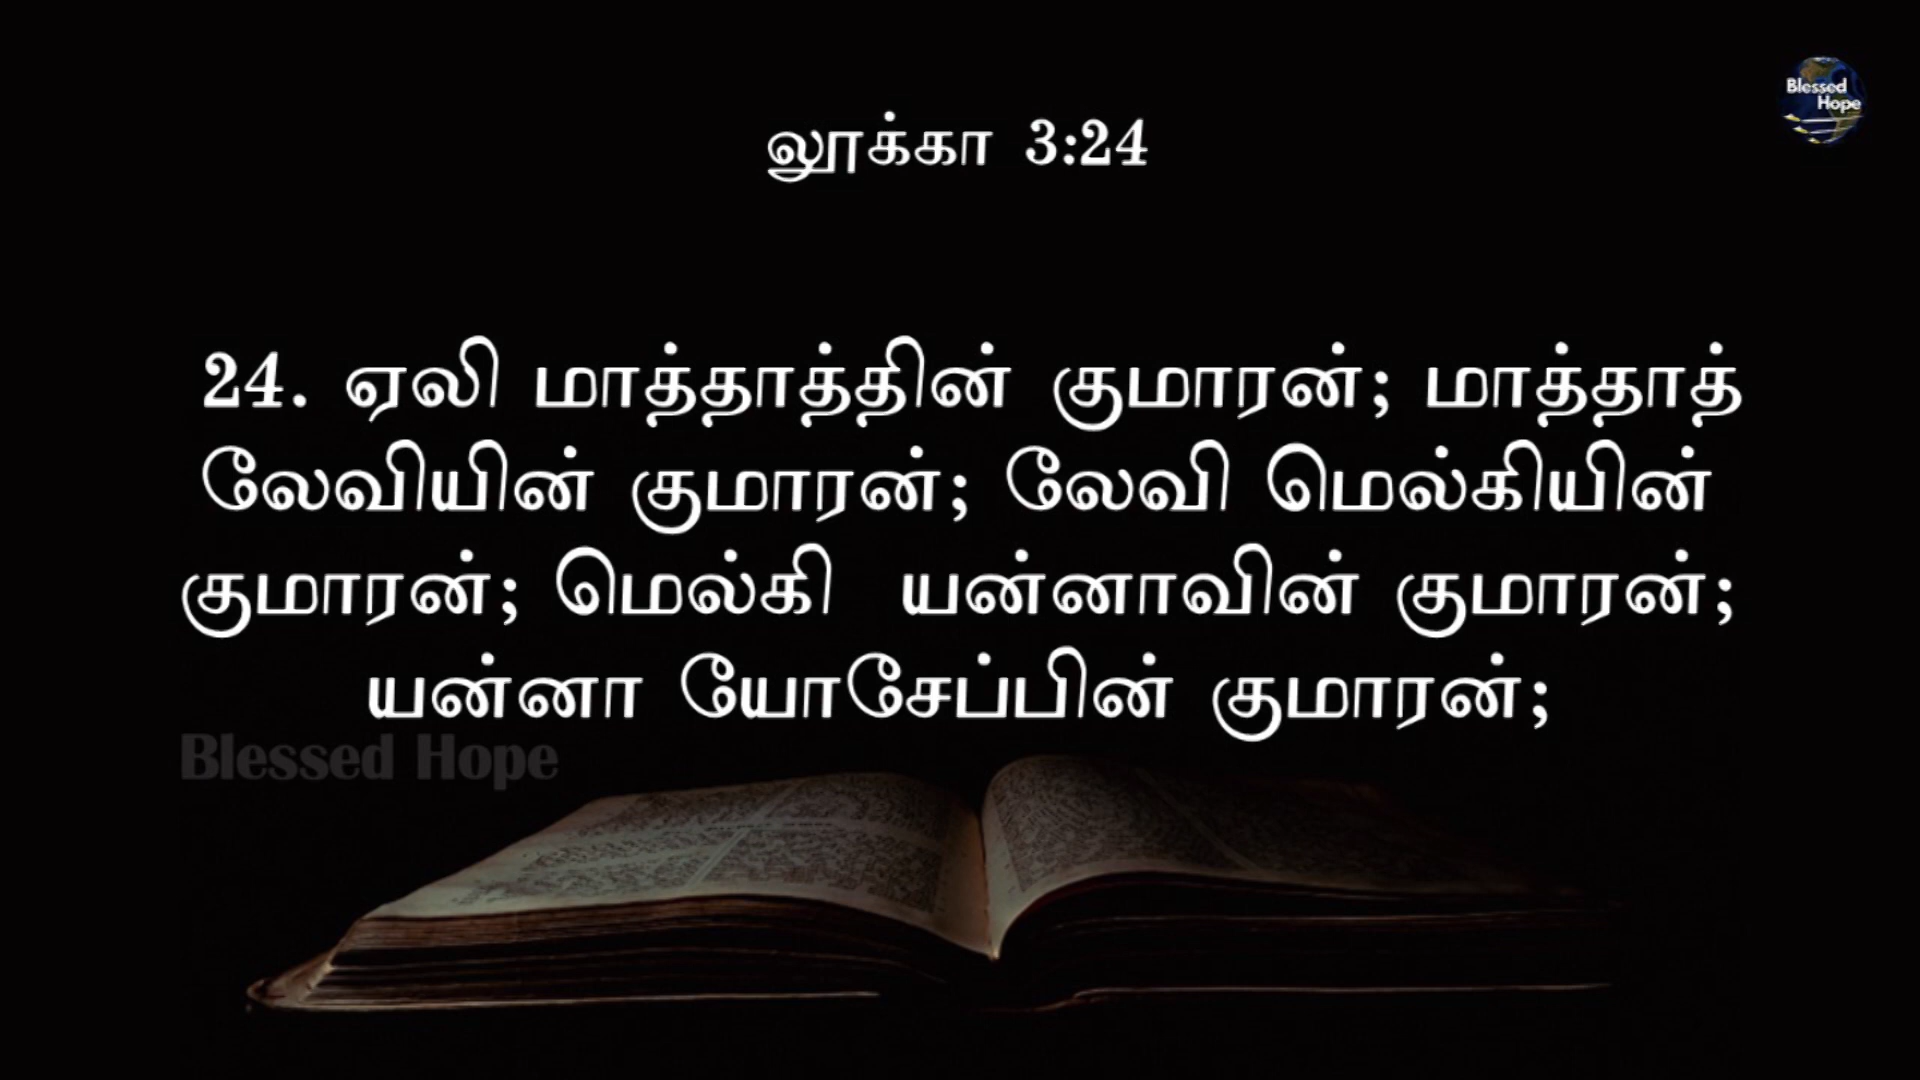 Blessed
Hope
லூக்கா 3:24
24. ஏலி மாத்தாத்தின் குமாரன்; மாத்தாத்
லேவியின் குமாரன்; லேவி மெல்கியின்
குமாரன்; மெல்கி யன்னாவின் குமாரன்;
யன்னா யோசேப்பின் குமாரன்;
Blessed Hope